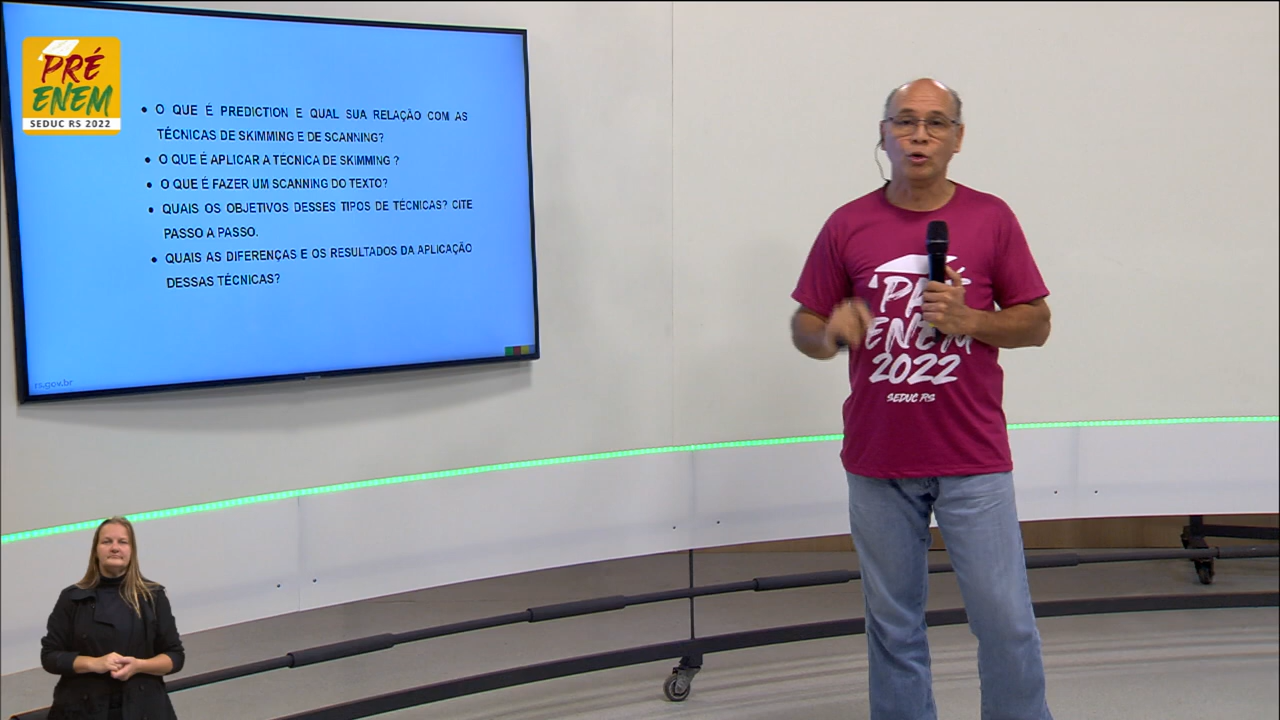 PRÉ
ENEM
SEDUC RS 2022
• O QUE É PREDICTION E QUAL SUA RELAÇÃO COM AS
TÉCNICAS DE SKIMMING E DE SCANNING?
• O QUE É APLICAR A TÉCNICA DE SKIMMING ?
• O QUE É FAZER UM SCANNING DO TEXTO?
• QUAIS OS OBJETIVOS DESSES TIPOS DE TÉCNICAS? CITE
PASSO A PASSO.
• QUAIS AS DIFERENÇAS E OS RESULTADOS DA APLICAÇÃO
DESSAS TÉCNICAS?
rs.gov.br
PRÉ
ENEM
2022
SEDUC RS